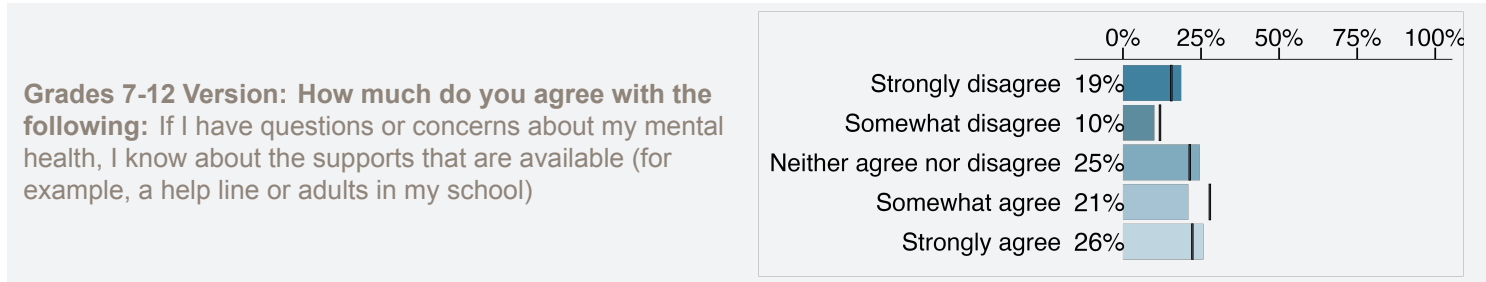 Grades 7-12 Version: How much do you agree with the
following: If I have questions or concerns about my mental
health, I know about the supports that are available (for
example, a help line or adults in my school)
0% 25% 50% 75% 100%
Strongly disagree 19%
Somewhat disagree 10%
Neither agree nor disagree 25%
Somewhat agree 21%
Strongly agree 26%